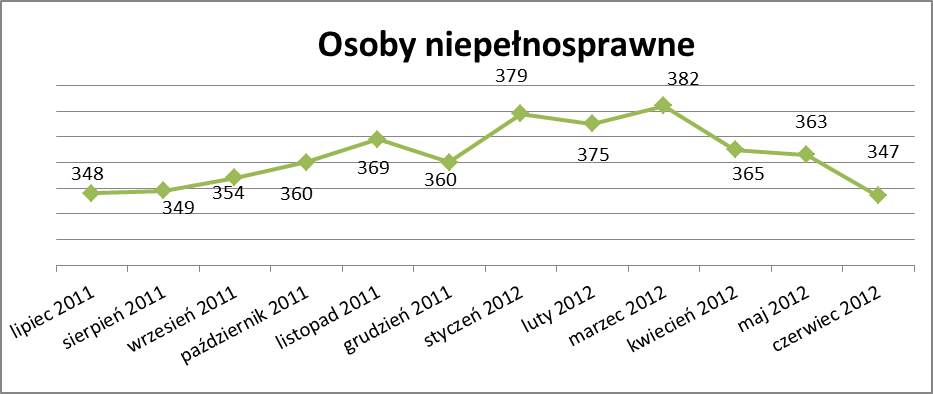 Osoby niepełnosprawne
348
349
354
360
369
360
379
375
382
365
363
347
lipiec 2011
sierpień 2011
wrzesień 2011
październik 2011
listopad 2011
grudzień 2011
styczeń 2012
luty 2012
marzec 2012
kwiecień 2012
maj 2012
czerwiec 2012